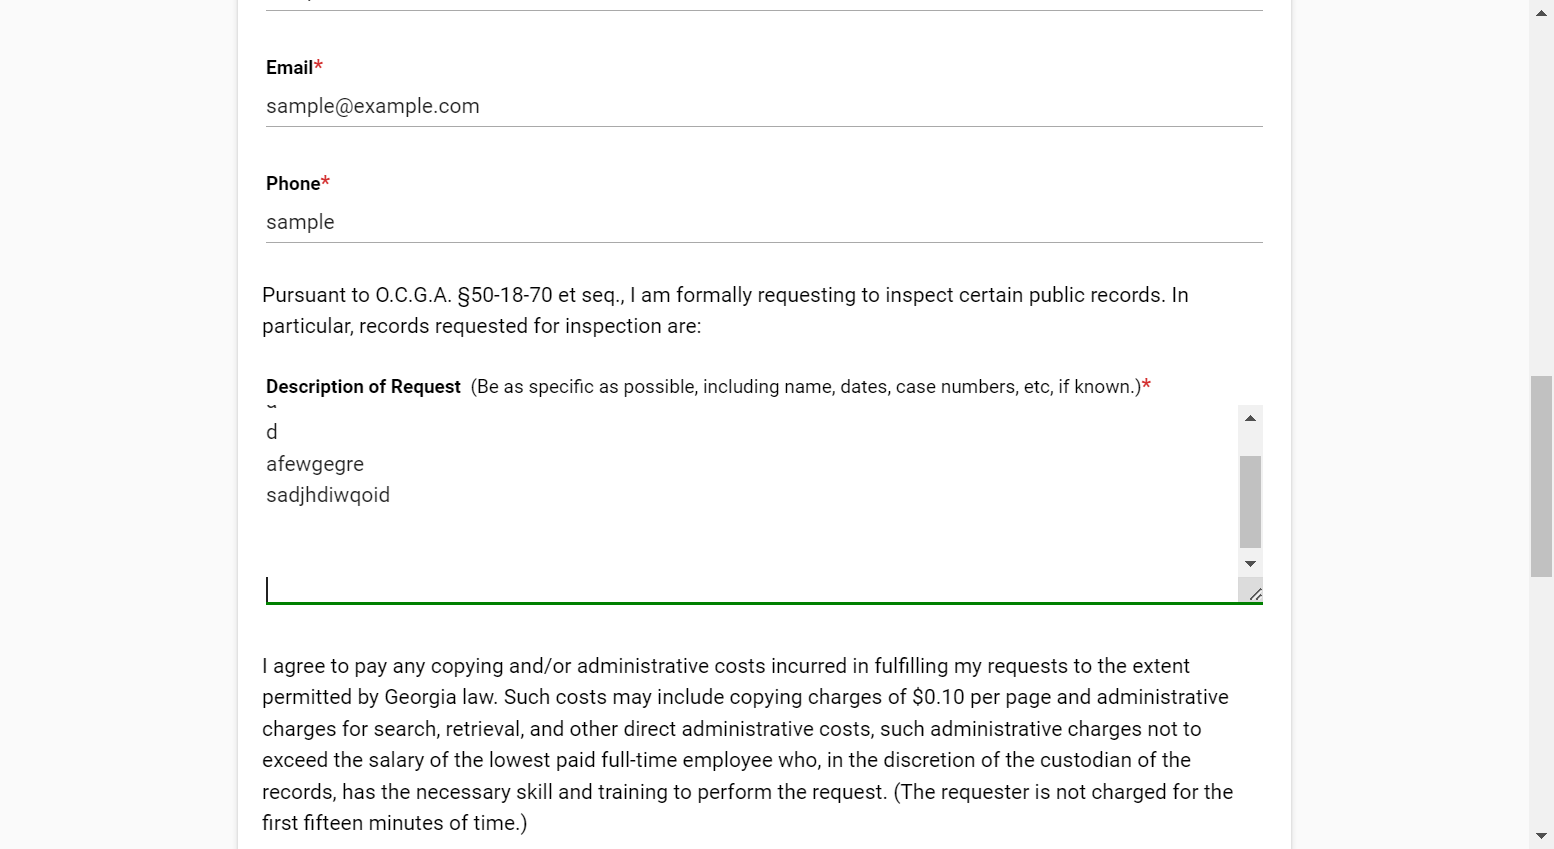 Email*
sample@example.com
Phone*
sample
Pursuant to O.C.G.A. §50-18-70 et seq., I am formally requesting to inspect certain public records. In
particular, records requested for inspection are:
Description of Request (Be as specific as possible, including name, dates, case numbers, etc, if known.)*
d
afewgegre
sadjhdiwqoid
I agree to pay any copying and/or administrative costs incurred in fulfilling my requests to the extent
permitted by Georgia law. Such costs may include copying charges of $0.10 per page and administrative
charges for search, retrieval, and other direct administrative costs, such administrative charges not to
exceed the salary of the lowest paid full-time employee who, in the discretion of the custodian of the
records, has the necessary skill and training to perform the request. (The requester is not charged for the
first fifteen minutes of time.)